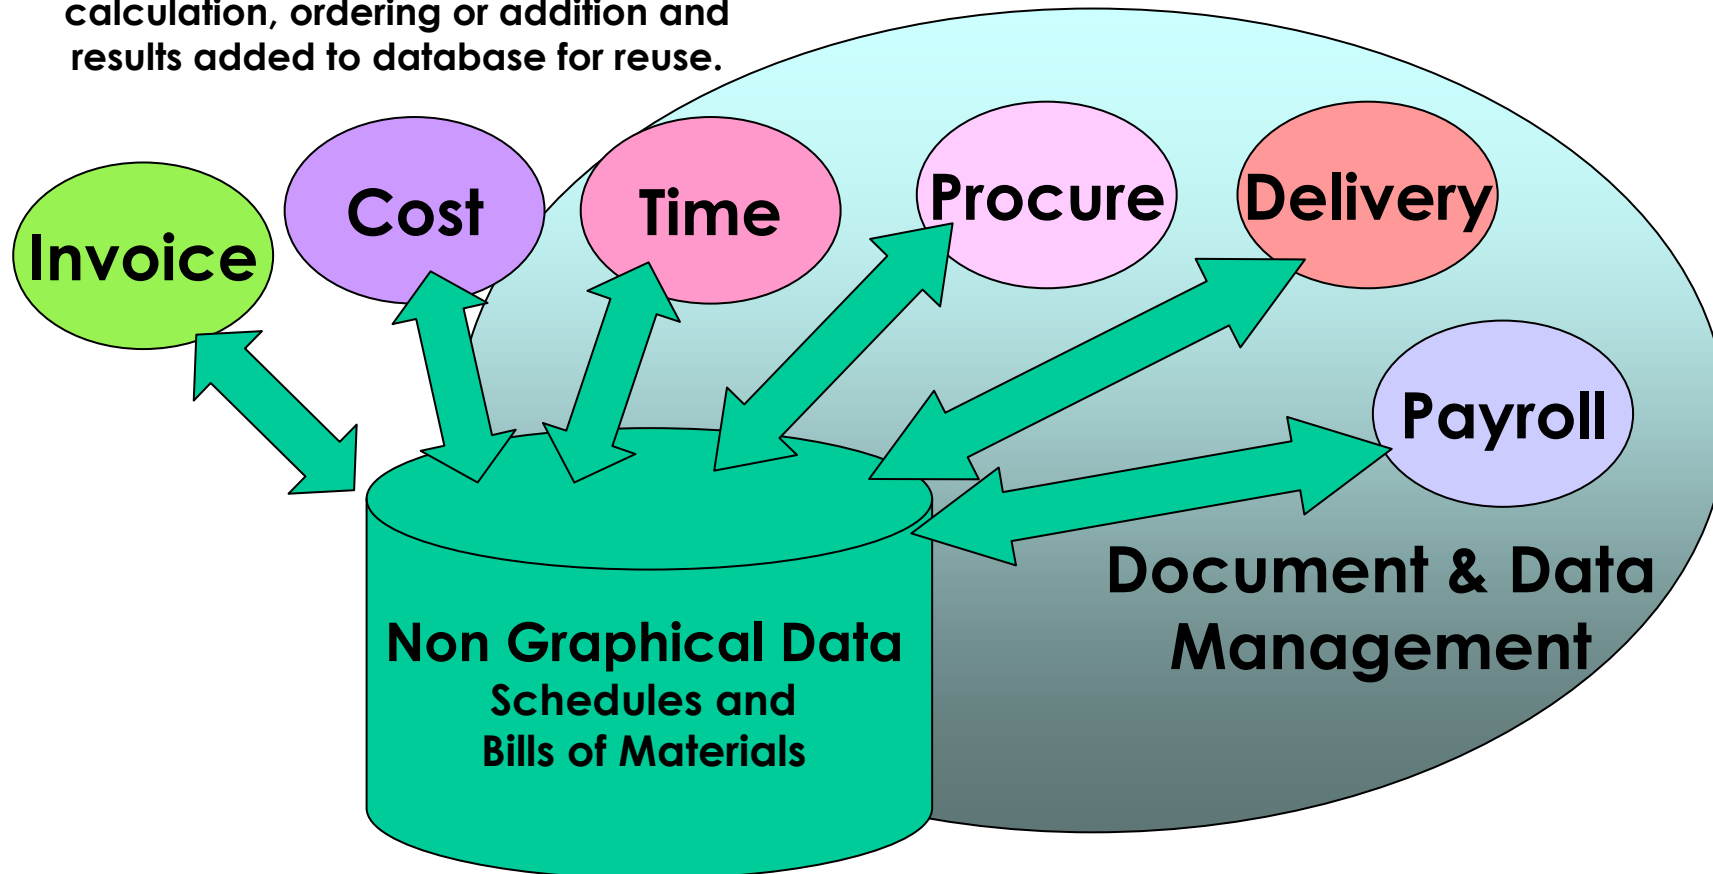 calculation, ordering or addition and
results added to database for reuse.
Invoice
Cost
Time
Procure
Delivery
Payroll
Document & Data
Management
Non Graphical Data
Schedules and
Bills of Materials